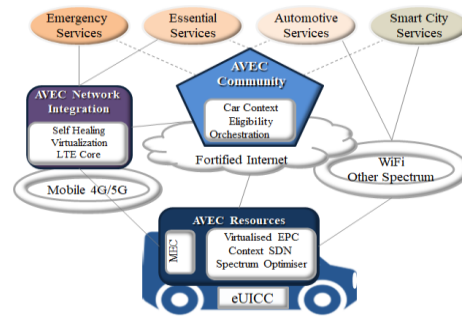 Emergency
Services
Essential
Services
Automotive
Services
Smart City
Services
AVEC
Community
Car Context
Eligibility
Orchestration
AVEC Network
Integration
Self Healing
Virtualization
LTE Core
Fortified Internet
Mobile 4G/5G
WiFi
Other Spectrum
AVEC Resources
MEC
Virtualised EPC
Context SDN
Spectrum Optimiser
eUICC